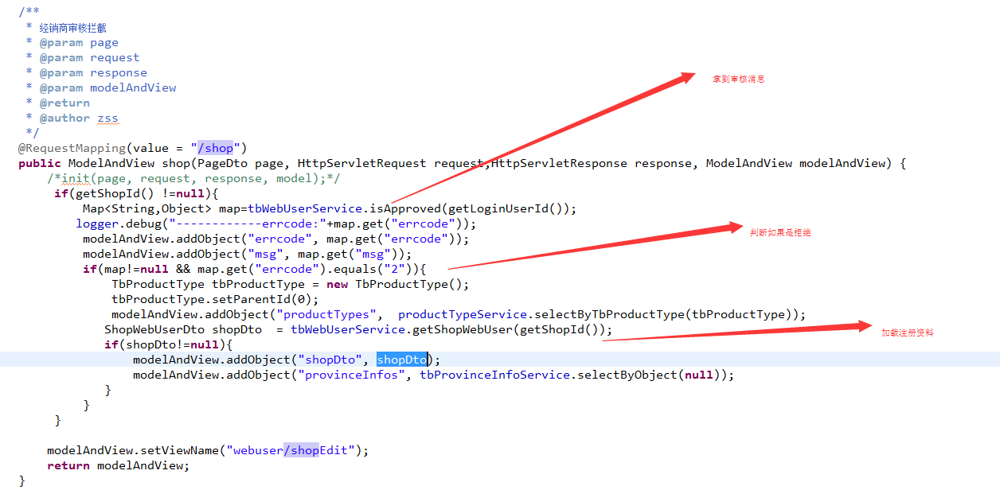 /**
 * 经销商审核拦截
 * @param page
 * @param request
 * @param response
 * @param modelAndView
 * @return
 * @author zss
 */
拿到审核消息
@RequestMapping(value = "/shop")
public ModelAndView shop(PageDto page, HttpServletRequest request,HttpServletResponse response, ModelAndView modelAndView) {
    /*init(page, request, response, model);*/
     if(getShopId() !=null){
         Map<String,Object> map=tbWebUserService.isApproved(getLoginUserId());
        logger.debug("------------errcode:"+map.get("errcode"));
         modelAndView.addObject("errcode", map.get("errcode"));
判断如果是拒绝
         modelAndView.addObject("msg", map.get("msg"));
         if(map!=null && map.get("errcode").equals("2")){
             TbProductType tbProductType = new TbProductType();
             tbProductType.setParentId(0);
             modelAndView.addObject("productTypes",  productTypeService.selectByTbProductType(tbProductType));
            ShopWebUserDto shopDto  = tbWebUserService.getShopWebUser(getShopId());
加载注册资料
            if(shopDto!=null){
                modelAndView.addObject("shopDto", shopDto);
                modelAndView.addObject("provinceInfos", tbProvinceInfoService.selectByObject(null));
            }
         }
     }
    modelAndView.setViewName("webuser/shopEdit");
    return modelAndView;
}